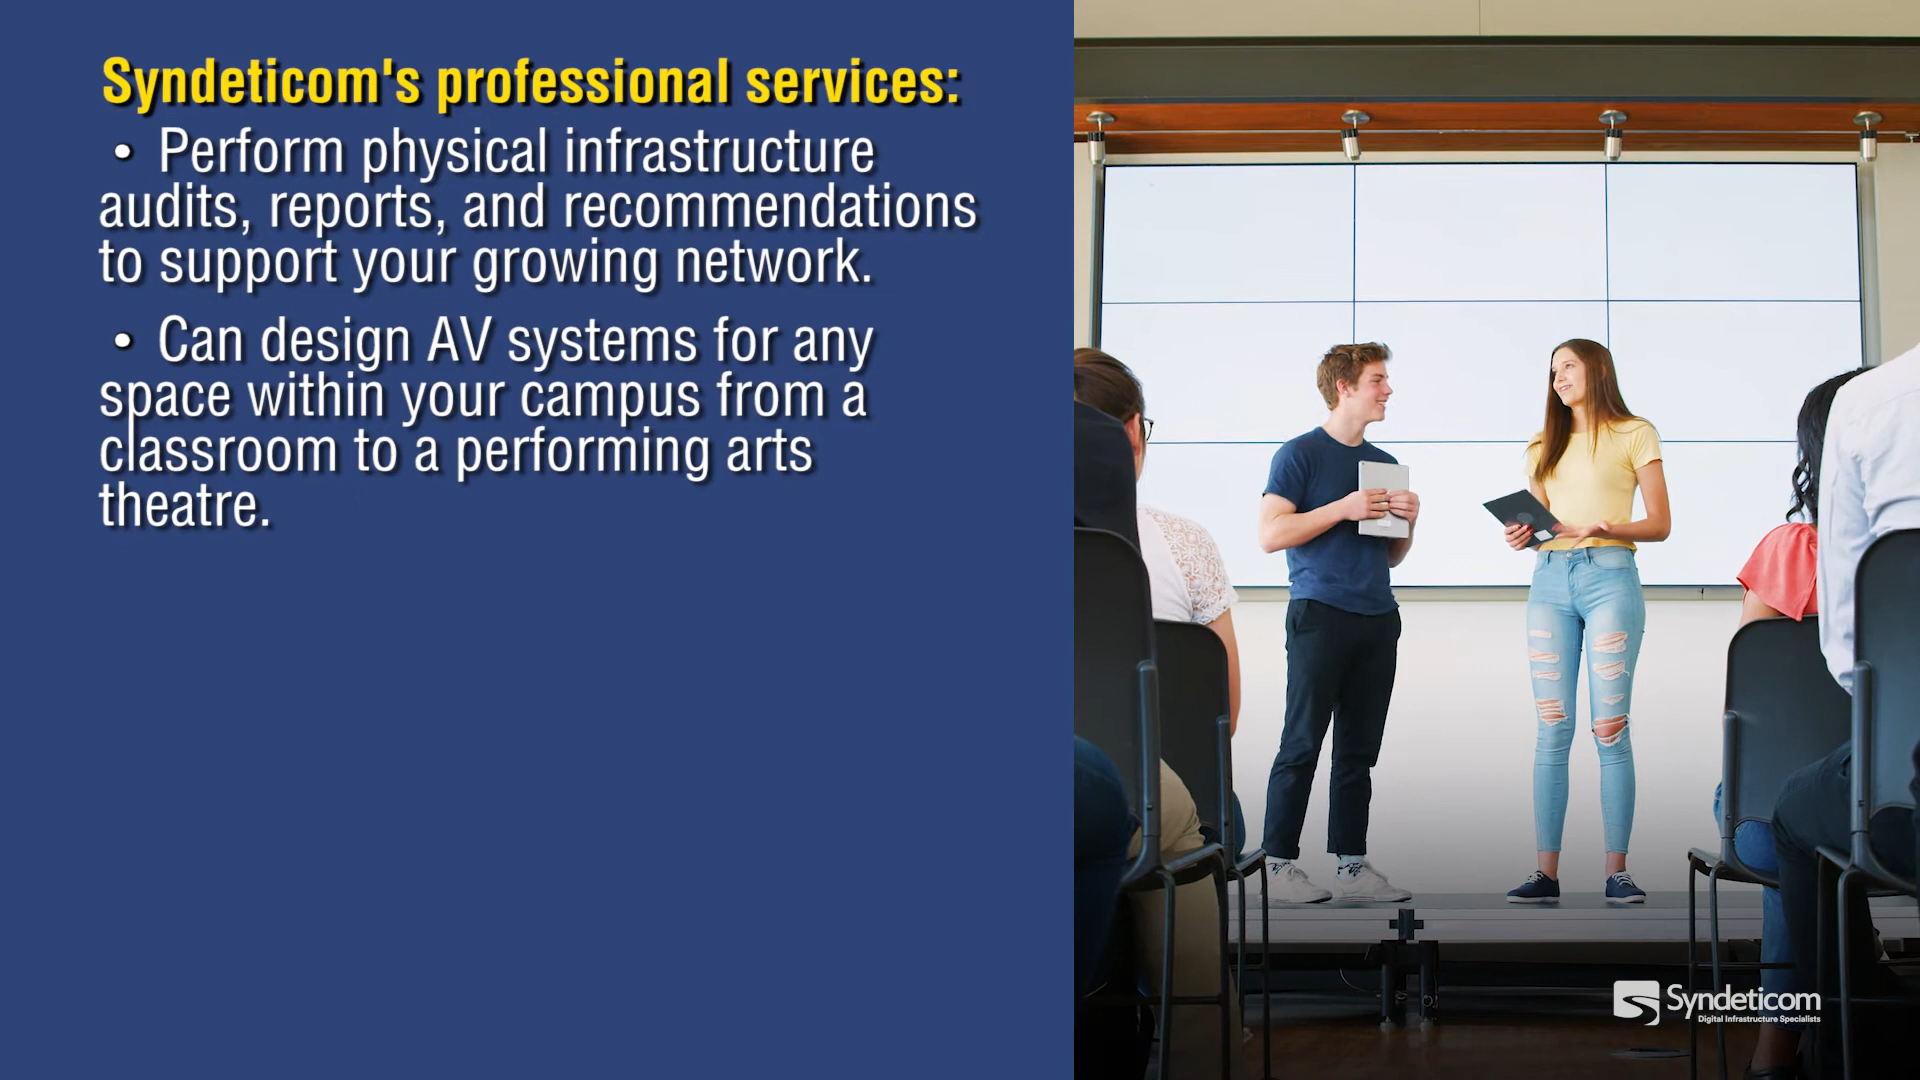 Syndeticom's professional services:
• Perform physical infrastructure
audits, reports, and recommendations
to support your growing network.
• Can design AV systems for any
space within your campus from a
classroom to a performing arts
theatre.
Syndeticom
Digital Infrastructure Specialists